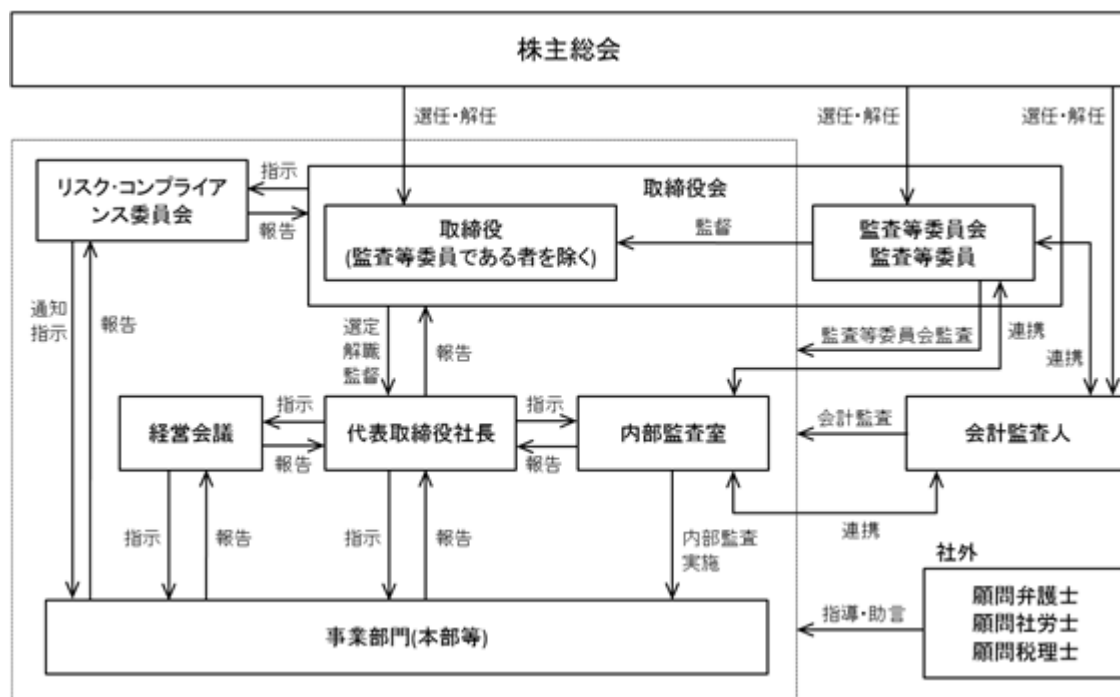 株主総会
選任・解任
選任・解任
選任・解任
リスク・コンプライア
ンス委員会
指示
報告
取締役会
取締役
(監査等委員である者を除く)
監督
監査等委員会
監査等委員
通知
指示
報告
選定
解職
監督
報告
監査等委員会監査
連携
連携
経営会議
指示
報告
代表取締役社長
指示
報告
内部監査室
会計監査
会計監査人
指示
報告
指示
報告
内部監査
実施
連携
社外
事業部門(本部等)
指導・助言
顧問弁護士
顧問社労士
顧問税理士